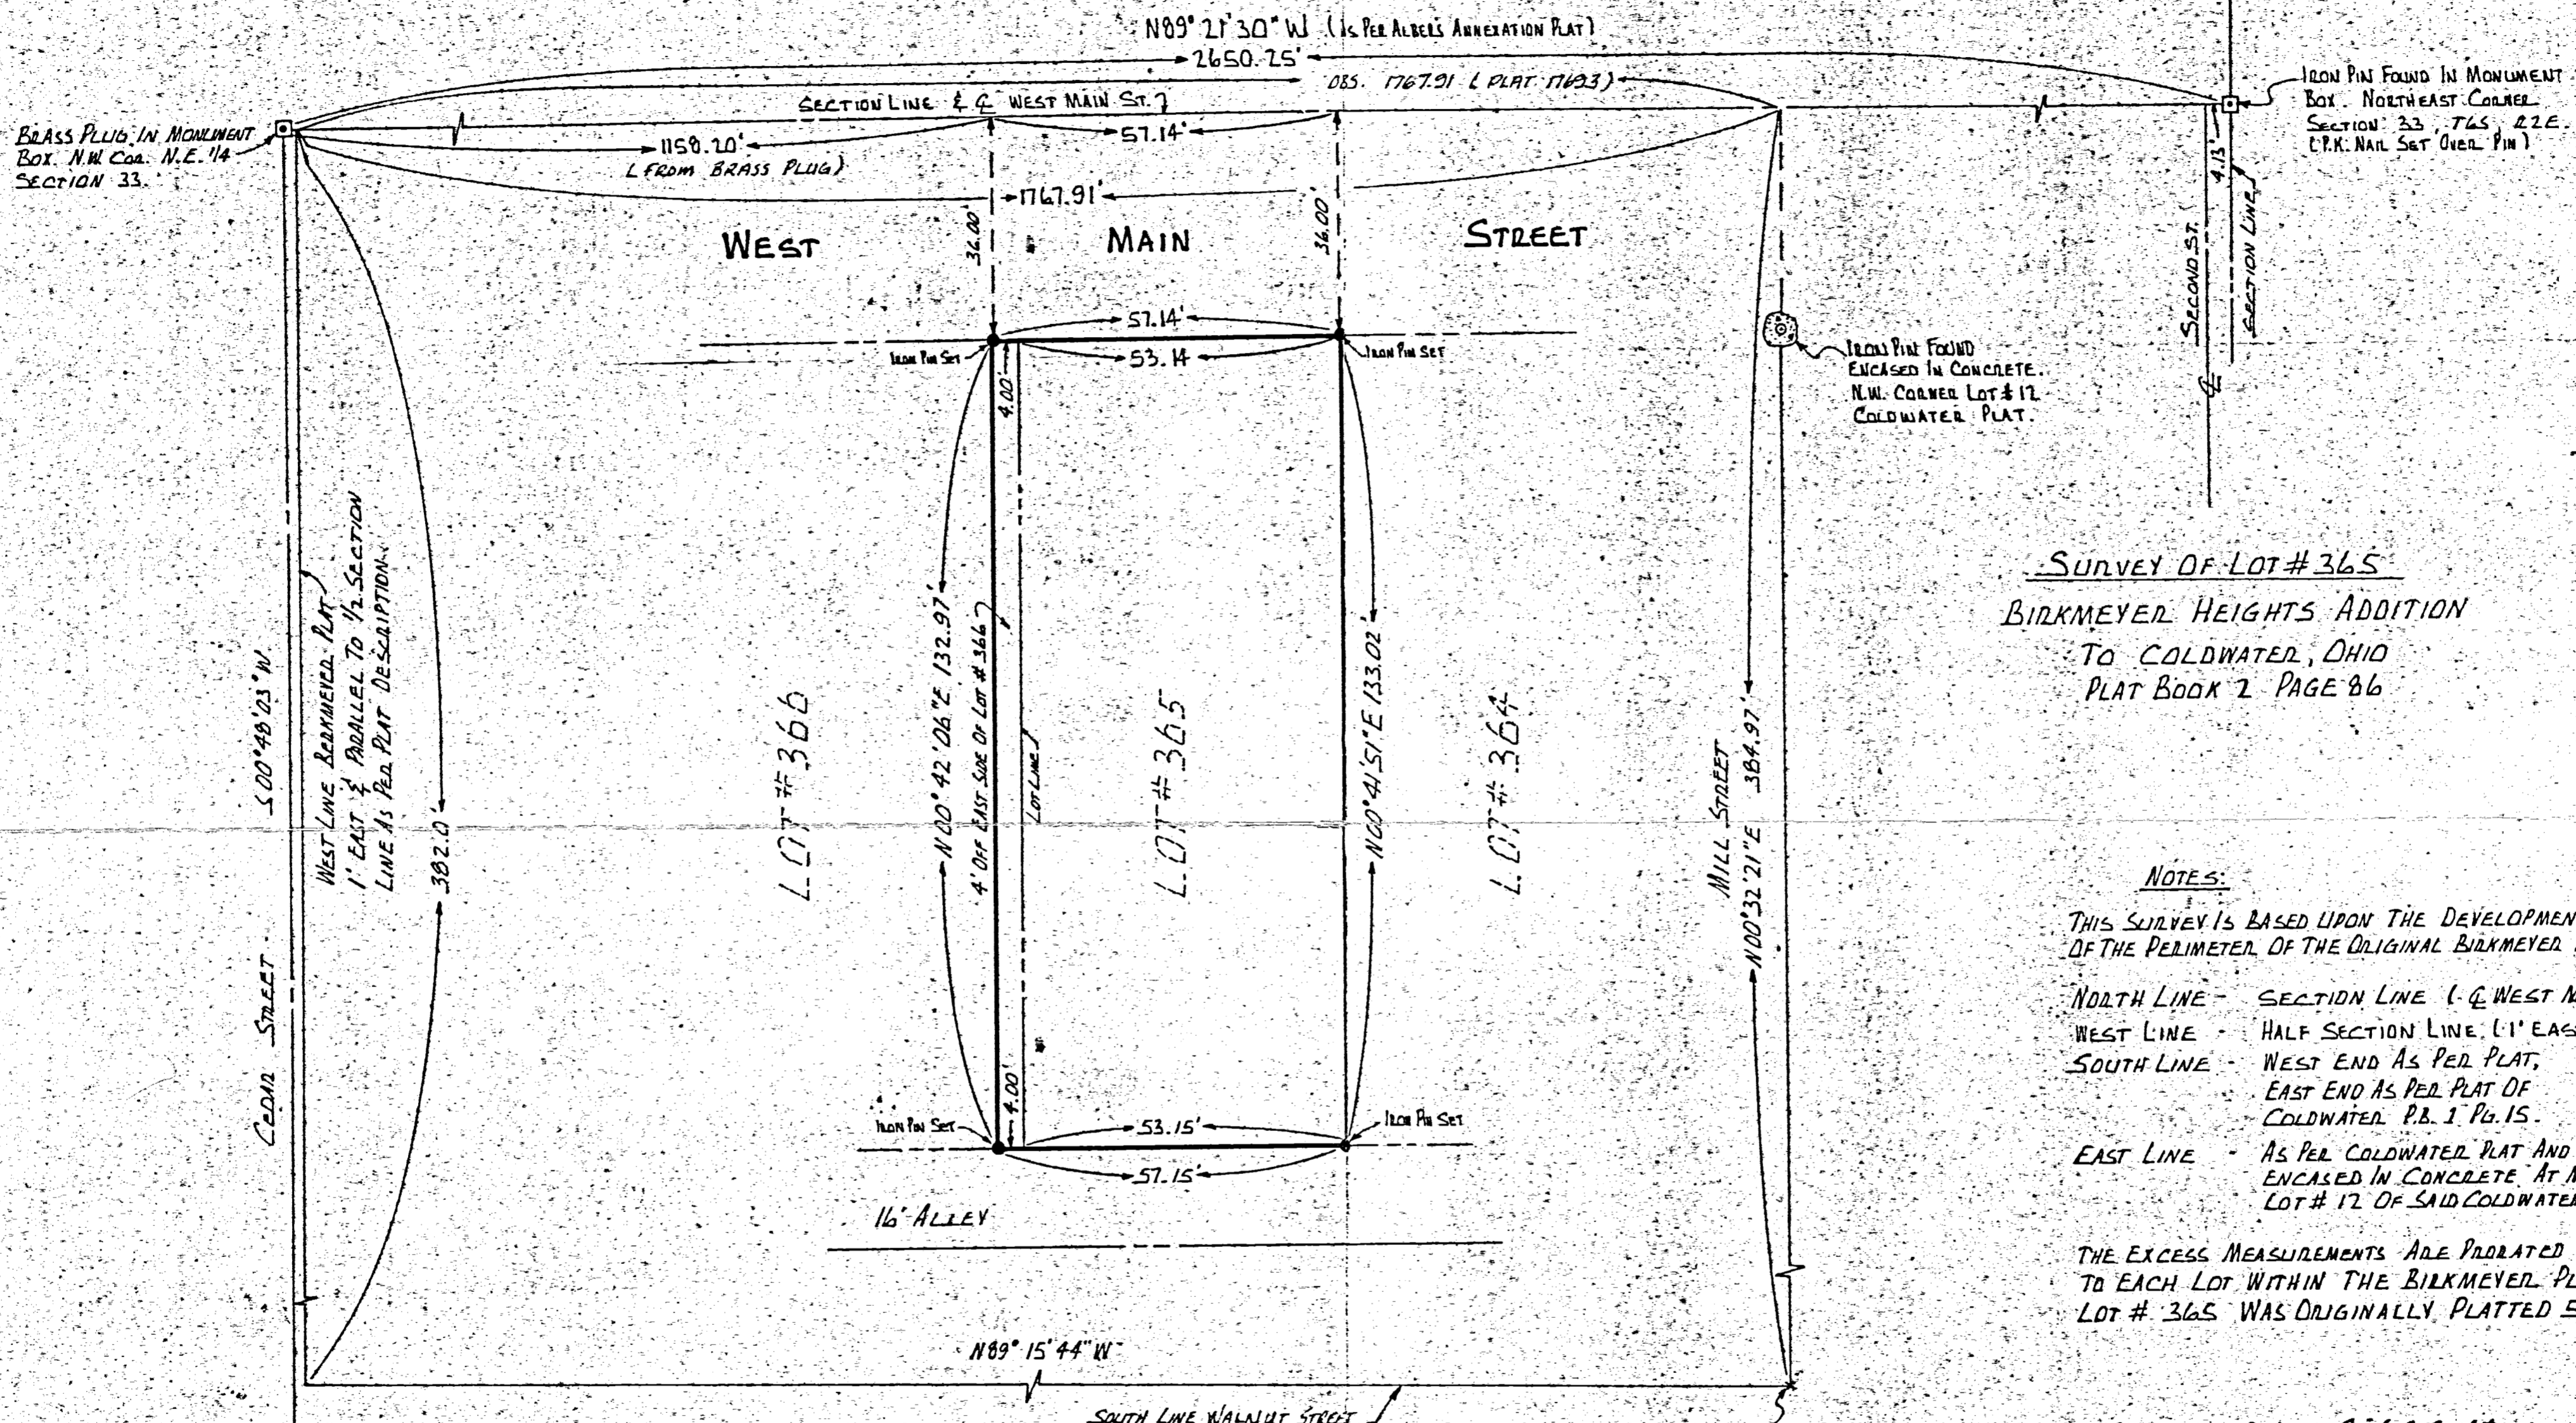 N89° 21' 30" W (As Per Albers Annexation Plat)
2650.25'
OBS. 1767.91 (PLAT 1769.3)
SECTION LINE & ℄ WEST MAIN ST.
BRASS PLUG IN MONUMENT
BOX. N.W. COR. N.E. 1/4
SECTION 33.
1158.20'
(FROM BRASS PLUG)
57.14'
1767.91'
IRON PIN FOUND IN MONUMENT
BOX. NORTHEAST CORNER
SECTION 33 T6S R2E.
(P.K. NAIL SET OVER PIN)
4.13'
SECOND ST.
SECTION LINE
℄
36.00'
36.00'
WEST MAIN STREET
57.14'
53.14
IRON PIN SET
IRON PIN SET
4.00'
IRON PIN FOUND
ENCASED IN CONCRETE.
N.W. CORNER LOT #12
COLDWATER PLAT.
S00°48'03"W
CEDAR STREET
WEST LINE BERKMEYER PLAT
1' EAST & PARALLEL TO 1/2 SECTION
LINE AS PER PLAT DESCRIPTION.
382.0'
LOT # 366
N00°42'06"E 132.97'
4' OFF EAST SIDE OF LOT # 366
LOT LINE
LOT # 365
N00°41'51"E 133.02'
LOT # 364
MILL STREET
N00°32'21"E 384.97'
SURVEY OF LOT # 365
BIRKMEYER HEIGHTS ADDITION
TO COLDWATER, OHIO
PLAT BOOK 2 PAGE 86
4.00'
IRON PIN SET
IRON PIN SET
53.15'
57.15'
16' ALLEY
N89° 15' 44" W
SOUTH LINE WALNUT STREET
NOTES:
THIS SURVEY IS BASED UPON THE DEVELOPMEN
OF THE PERIMETER OF THE ORIGINAL BIRKMEYER
NORTH LINE - SECTION LINE (℄ WEST M
WEST LINE - HALF SECTION LINE (1' EAS
SOUTH LINE - WEST END AS PER PLAT,
EAST END AS PER PLAT OF
COLDWATER P.B. 1 PG. 15.
EAST LINE - AS PER COLDWATER PLAT AND
ENCASED IN CONCRETE AT N
LOT # 12 OF SAID COLDWATER
THE EXCESS MEASUREMENTS ARE PRORATED
TO EACH LOT WITHIN THE BIRKMEYER PL
LOT # 365 WAS ORIGINALLY PLATTED 5